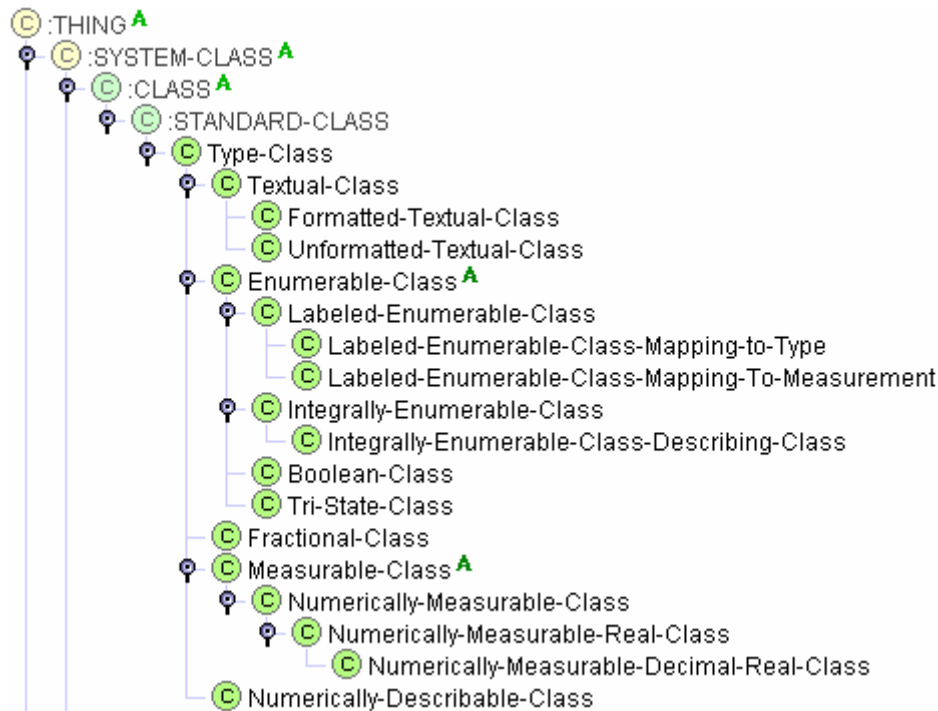 C :THING A
C :SYSTEM-CLASS A
C :CLASS A
C :STANDARD-CLASS
C Type-Class
C Textual-Class
C Formatted-Textual-Class
C Unformatted-Textual-Class
C Enumerable-Class A
C Labeled-Enumerable-Class
C Labeled-Enumerable-Class-Mapping-to-Type
C Labeled-Enumerable-Class-Mapping-To-Measurement
C Integrally-Enumerable-Class
C Integrally-Enumerable-Class-Describing-Class
C Boolean-Class
C Tri-State-Class
C Fractional-Class
C Measurable-Class A
C Numerically-Measurable-Class
C Numerically-Measurable-Real-Class
C Numerically-Measurable-Decimal-Real-Class
C Numerically-Describable-Class